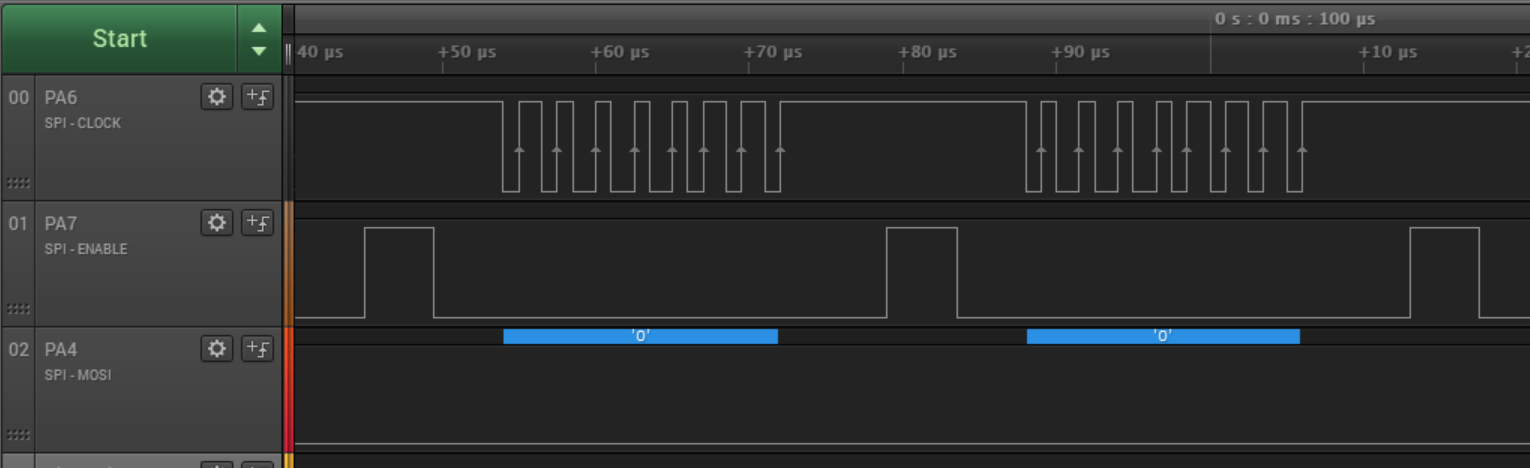 Start
0 s : 0 ms : 100 µs
40 µs +50 µs +60 µs +70 µs +80 µs +90 µs +10 µs +2
00 PA6
SPI - CLOCK
01 PA7
SPI - ENABLE
'0' '0'
02 PA4
SPI - MOSI